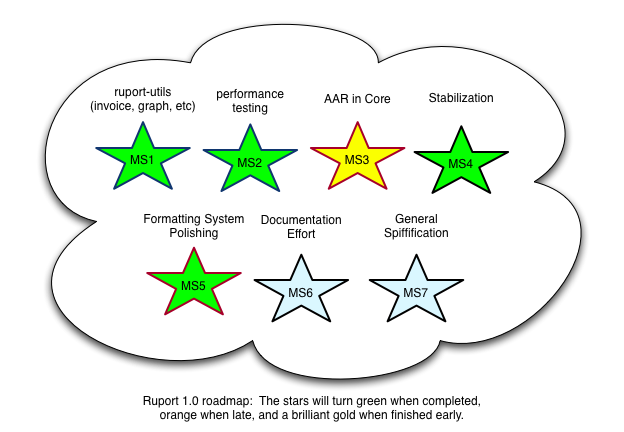 ruport-utils
(invoice, graph, etc)
performance
testing
AAR in Core
Stabilization
MS1
MS2
MS3
MS4
Formatting System
Polishing
Documentation
Effort
General
Spiffification
MS5
MS6
MS7
Ruport 1.0 roadmap:  The stars will turn green when completed,
orange when late, and a brilliant gold when finished early.